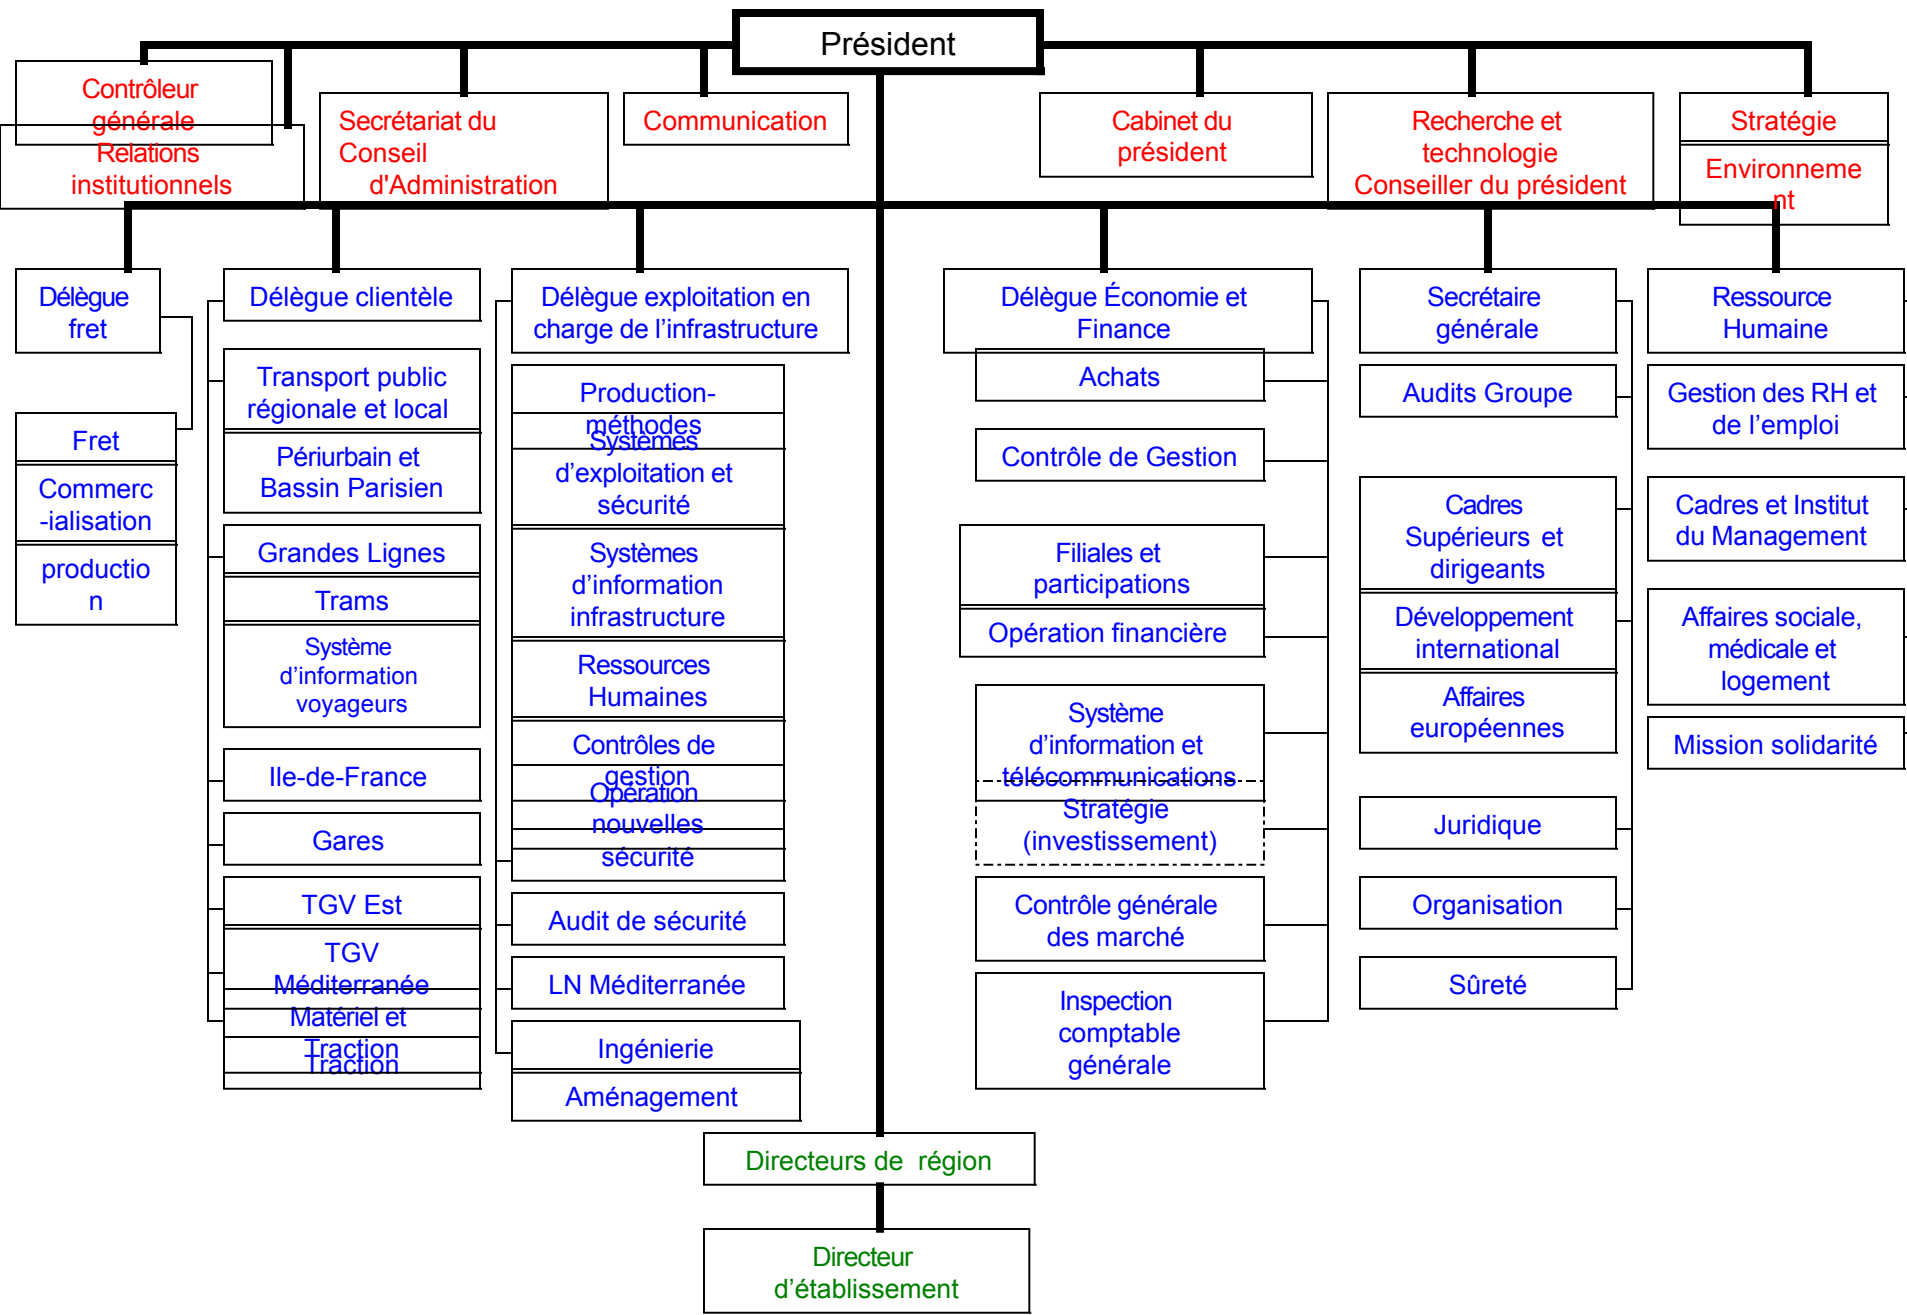 Président
Contrôleur
générale
Relations
institutionnels
Secrétariat du
Conseil
d'Administration
Communication
Cabinet du
président
Recherche et
technologie
Conseiller du président
Stratégie
Environneme
nt
Délègue
fret
Fret
Commerc
-ialisation
productio
n
Délègue clientèle
Transport public
régionale et local
Périurbain et
Bassin Parisien
Grandes Lignes
Trams
Système
d’information
voyageurs
Ile-de-France
Gares
TGV Est
TGV
Méditerranée
Matériel et
Traction
Traction
Délègue exploitation en
charge de l’infrastructure
Production-
méthodes
Systèmes
d’exploitation et
sécurité
Systèmes
d’information
infrastructure
Ressources
Humaines
Contrôles de
gestion
Opération
nouvelles
sécurité
Audit de sécurité
LN Méditerranée
Ingénierie
Aménagement
Délègue Économie et
Finance
Achats
Contrôle de Gestion
Filiales et
participations
Opération financière
Système
d’information et
télécommunications
Stratégie
(investissement)
Contrôle générale
des marché
Inspection
comptable
générale
Secrétaire
générale
Audits Groupe
Cadres
Supérieurs et
dirigeants
Développement
international
Affaires
européennes
Juridique
Organisation
Sûreté
Ressource
Humaine
Gestion des RH et
de l’emploi
Cadres et Institut
du Management
Affaires sociale,
médicale et
logement
Mission solidarité
Directeurs de région
Directeur
d’établissement